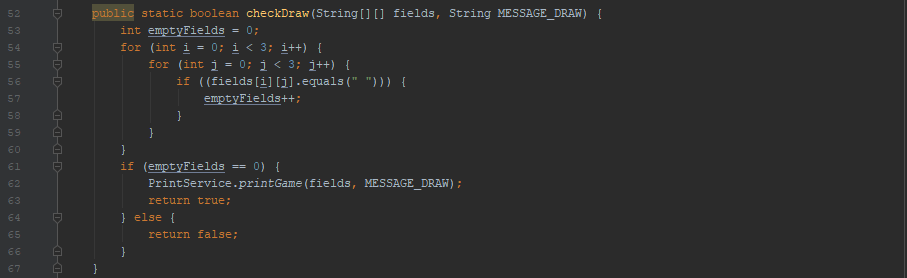 52 public static boolean checkDraw(String[][] fields, String MESSAGE_DRAW) {
53 int emptyFields = 0;
54 for (int i = 0; i < 3; i++) {
55 for (int j = 0; j < 3; j++) {
56 if ((fields[i][j].equals(" "))) {
57 emptyFields++;
58 }
59 }
60 }
61 if (emptyFields == 0) {
62 PrintService.printGame(fields, MESSAGE_DRAW);
63 return true;
64 } else {
65 return false;
66 }
67 }